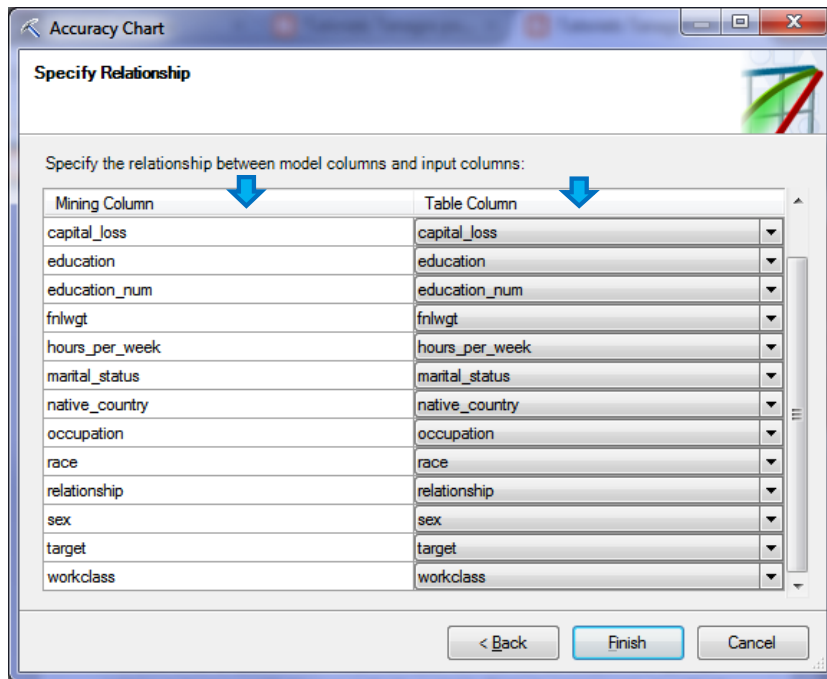 Accuracy Chart
Specify Relationship
Specify the relationship between model columns and input columns:
Mining Column Table Column
capital_loss capital_loss
education education
education_num education_num
fnlwgt fnlwgt
hours_per_week hours_per_week
marital_status marital_status
native_country native_country
occupation occupation
race race
relationship relationship
sex sex
target target
workclass workclass
< Back Finish Cancel